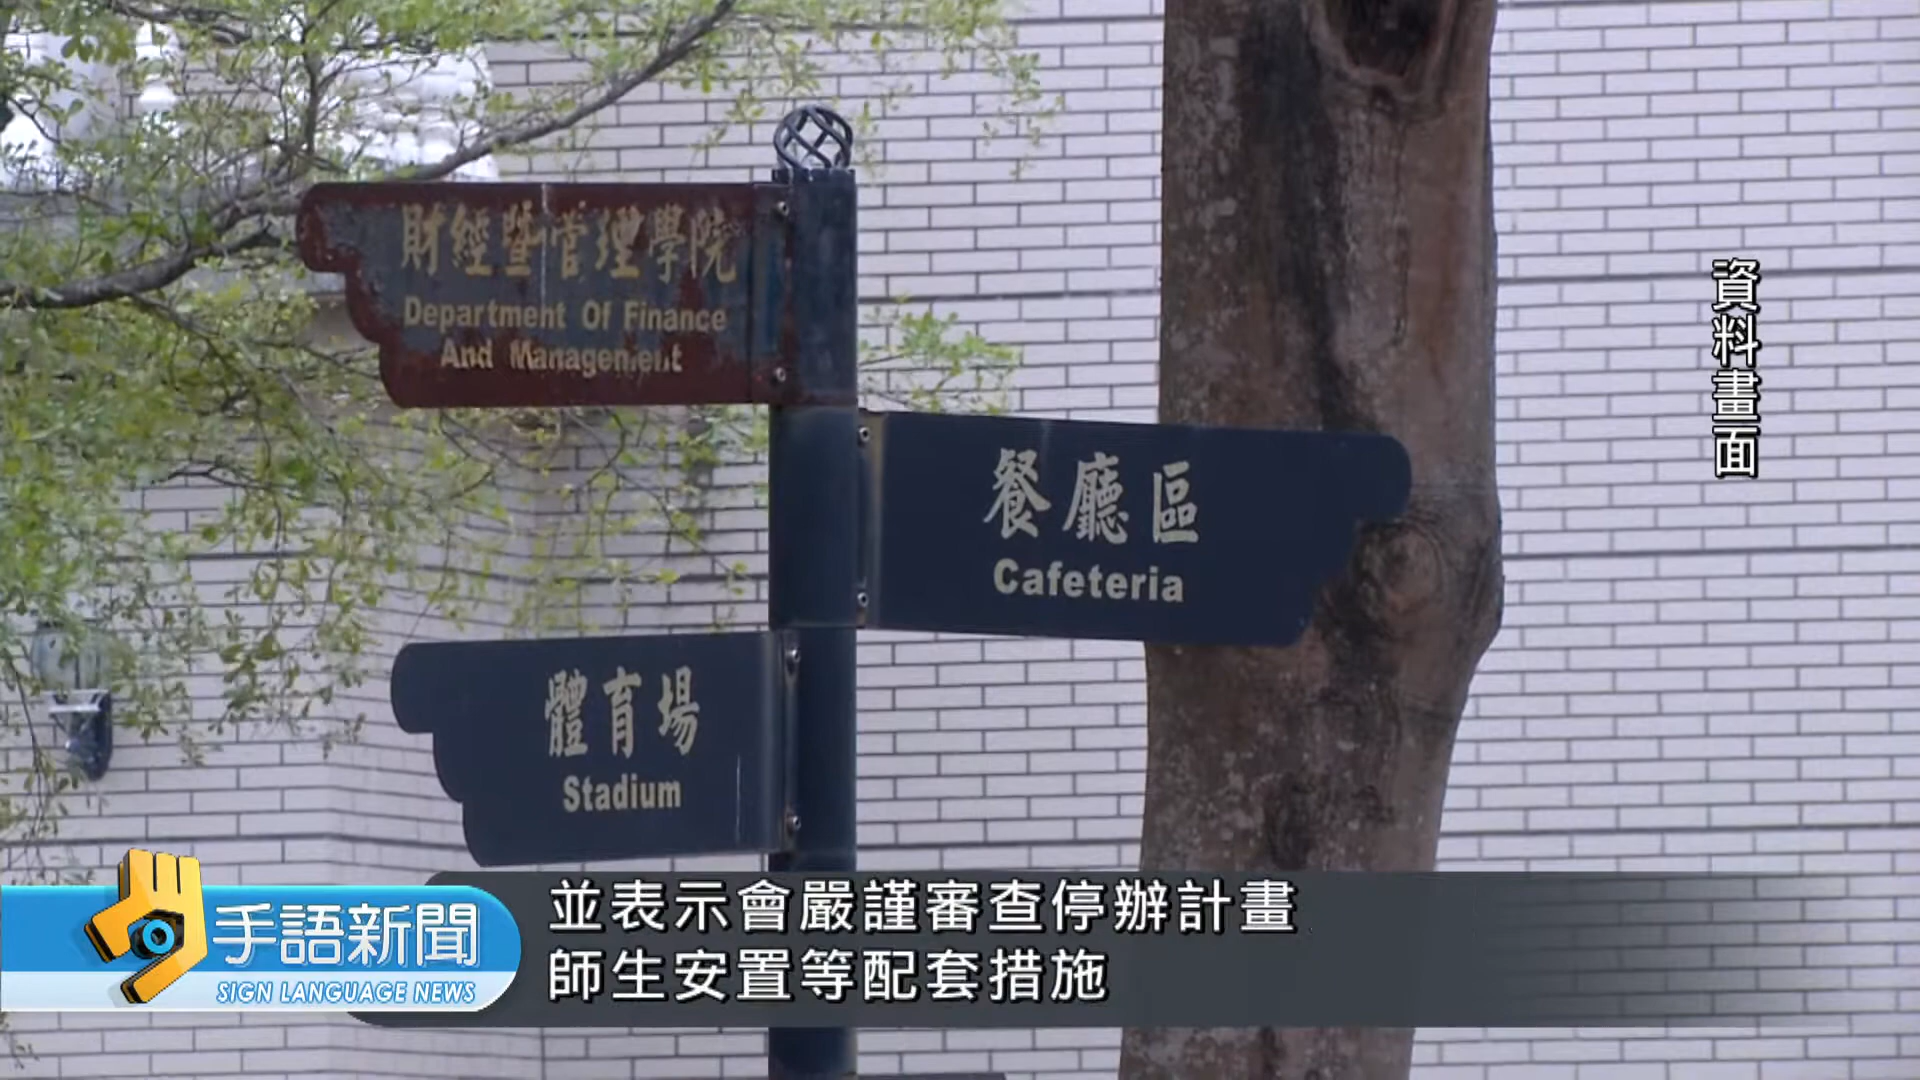 財經暨管理學院
Department Of Finance
And Management
餐廳區
Cafeteria
體育場
Stadium
資料畫面
手語新聞
SIGN LANGUAGE NEWS
並表示會嚴謹審查停辦計畫
師生安置等配套措施